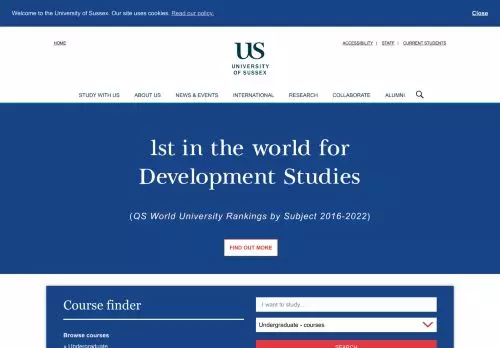 Welcome to the University of Sussex. Our site uses cookies. Read our policy. Close
HOME
ACCESSIBILITY | STAFF | CURRENT STUDENTS
US
UNIVERSITY
OF SUSSEX
STUDY WITH US ABOUT US NEWS & EVENTS INTERNATIONAL RESEARCH COLLABORATE ALUMNI
1st in the world for
Development Studies
(QS World University Rankings by Subject 2016-2022)
FIND OUT MORE
Course finder
I want to study...
Undergraduate - courses
Browse courses
» Undergraduate
SEARCH